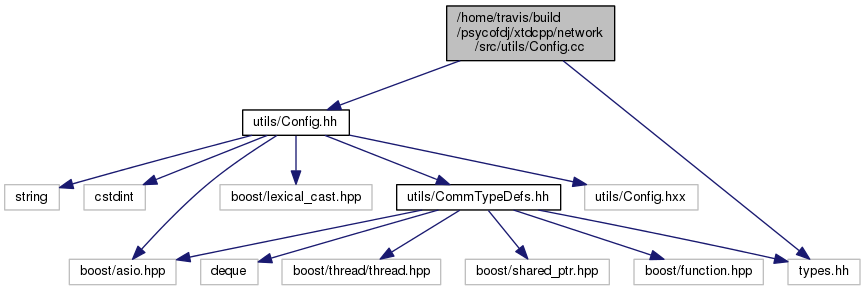 /home/travis/build
/psycofdj/xtdcpp/network
/src/utils/Config.cc
utils/Config.hh
string
cstdint
boost/lexical_cast.hpp
utils/CommTypeDefs.hh
utils/Config.hxx
boost/asio.hpp
deque
boost/thread/thread.hpp
boost/shared_ptr.hpp
boost/function.hpp
types.hh